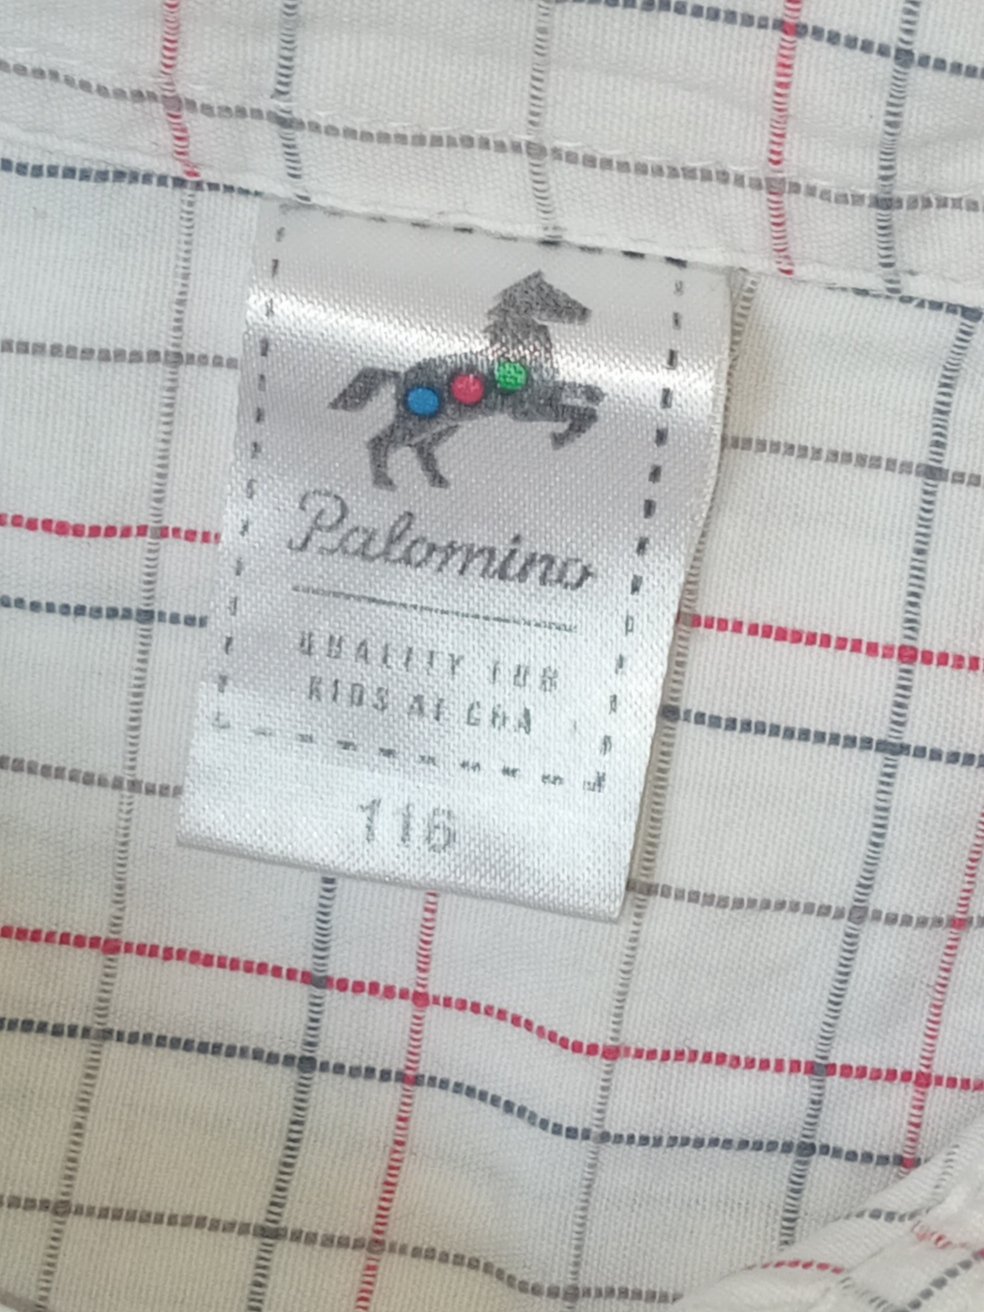 Palomino
QUALITY FOR
KIDS AT C&A
116